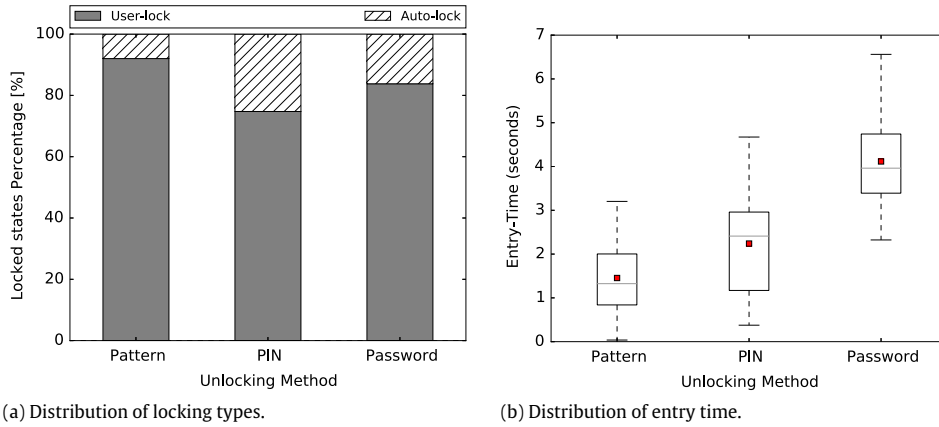 User-lock
Auto-lock
Locked states Percentage [%]
100
80
60
40
20
0
Pattern
PIN
Password
Unlocking Method
(a) Distribution of locking types.
Entry-Time (seconds)
7
6
5
4
3
2
1
0
Pattern
PIN
Password
Unlocking Method
(b) Distribution of entry time.